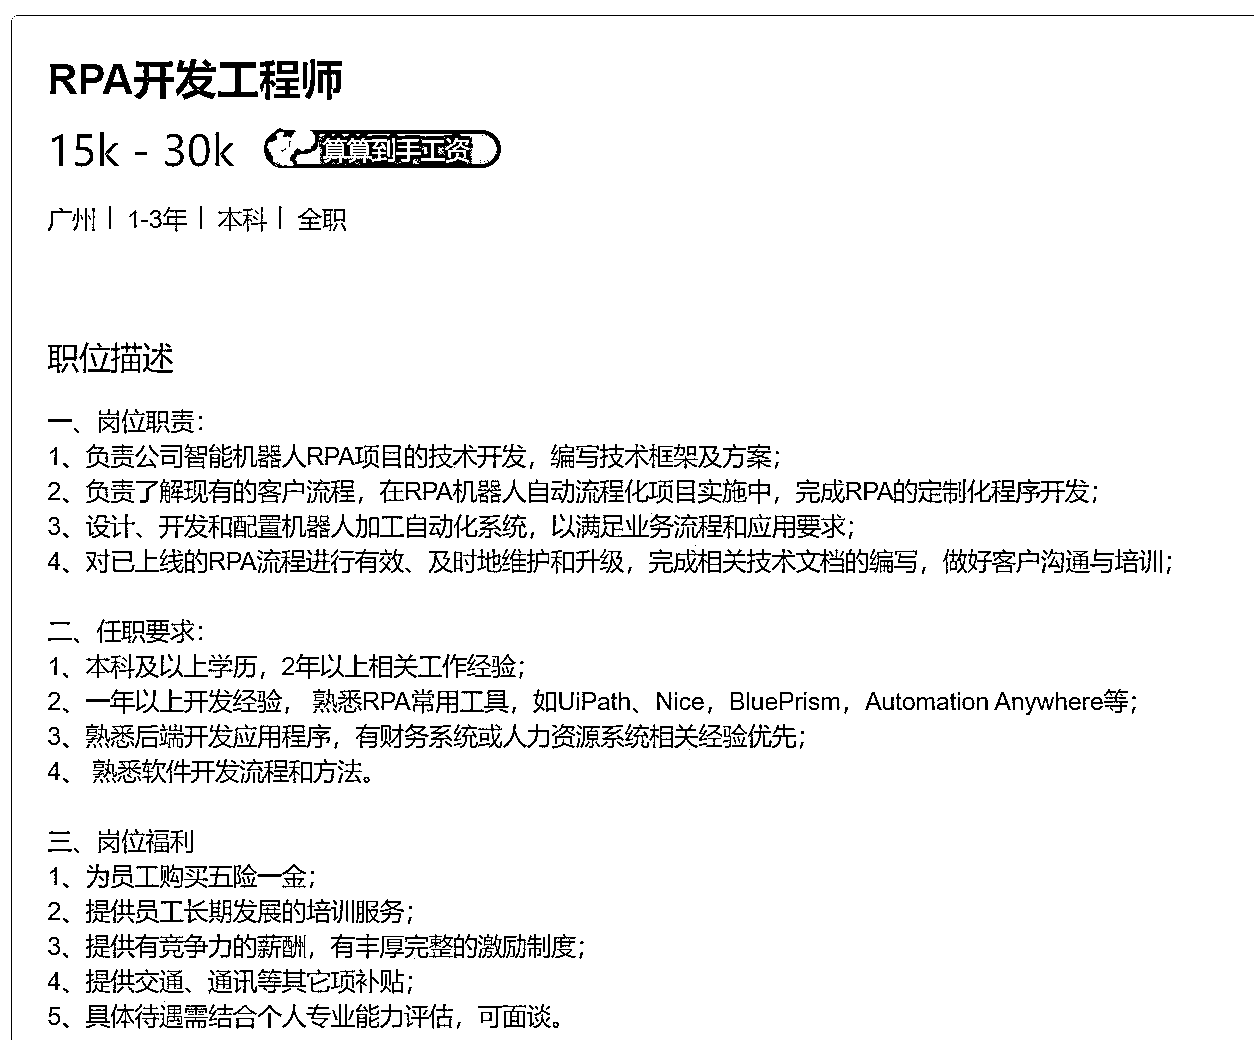 RPA开发工程师
15k - 30k 算算到手工资
广州 | 1-3年 | 本科 | 全职
职位描述
一、岗位职责：
1、负责公司智能机器人RPA项目的技术开发，编写技术框架及方案；
2、负责了解现有的客户流程，在RPA机器人自动流程化项目实施中，完成RPA的定制化程序开发；
3、设计、开发和配置机器人加工自动化系统，以满足业务流程和应用要求；
4、对已上线的RPA流程进行有效、及时地维护和升级，完成相关技术文档的编写，做好客户沟通与培训；
二、任职要求：
1、本科及以上学历，2年以上相关工作经验；
2、一年以上开发经验， 熟悉RPA常用工具，如UiPath、Nice，BluePrism，Automation Anywhere等；
3、熟悉后端开发应用程序，有财务系统或人力资源系统相关经验优先；
4、 熟悉软件开发流程和方法。
三、岗位福利
1、为员工购买五险一金；
2、提供员工长期发展的培训服务；
3、提供有竞争力的薪酬，有丰厚完整的激励制度；
4、提供交通、通讯等其它项补贴；
5、具体待遇需结合个人专业能力评估，可面谈。